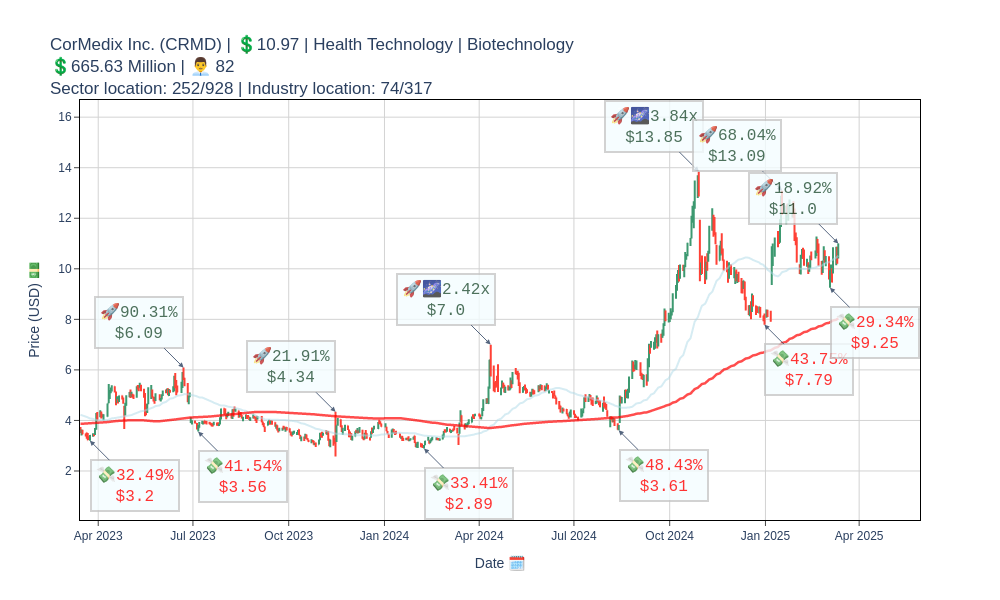 CorMedix Inc. (CRMD) | 💲10.97 | Health Technology | Biotechnology
💲665.63 Million | 👨‍💼 82
Sector location: 252/928 | Industry location: 74/317
🚀🌌3.84x
$13.85
🚀68.04%
$13.09
🚀18.92%
$11.0
🚀🌌2.42x
$7.0
🚀90.31%
$6.09
🚀21.91%
$4.34
💸29.34%
$9.25
💸43.75%
$7.79
💸32.49%
$3.2
💸41.54%
$3.56
💸33.41%
$2.89
💸48.43%
$3.61
16
14
12
10
8
6
4
2
Price (USD) 💵
Apr 2023
Jul 2023
Oct 2023
Jan 2024
Apr 2024
Jul 2024
Oct 2024
Jan 2025
Apr 2025
Date 🗓️